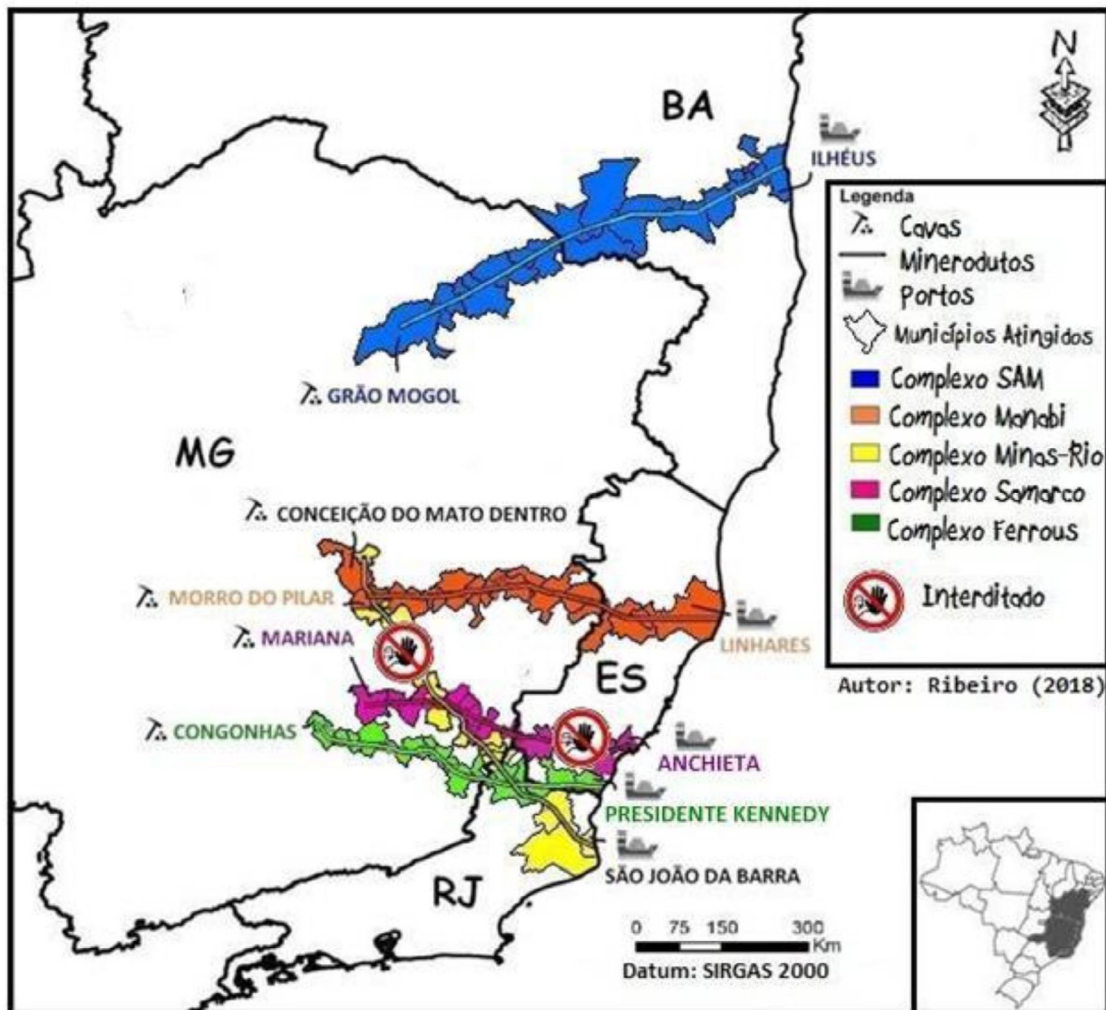 N
BA
ILHÉUS
Legenda
Cavas
Minerodutos
Portos
Municípios Atingidos
Complexo SAM
Complexo Manabi
Complexo Minas-Rio
Complexo Samarco
Complexo Ferrous
Interditado
Autor: Ribeiro (2018)
GRÃO MOGOL
MG
CONCEIÇÃO DO MATO DENTRO
MORRO DO PILAR
MARIANA
LINHARES
ES
CONGONHAS
ANCHIETA
PRESIDENTE KENNEDY
SÃO JOÃO DA BARRA
RJ
0 75 150 300
Km
Datum: SIRGAS 2000